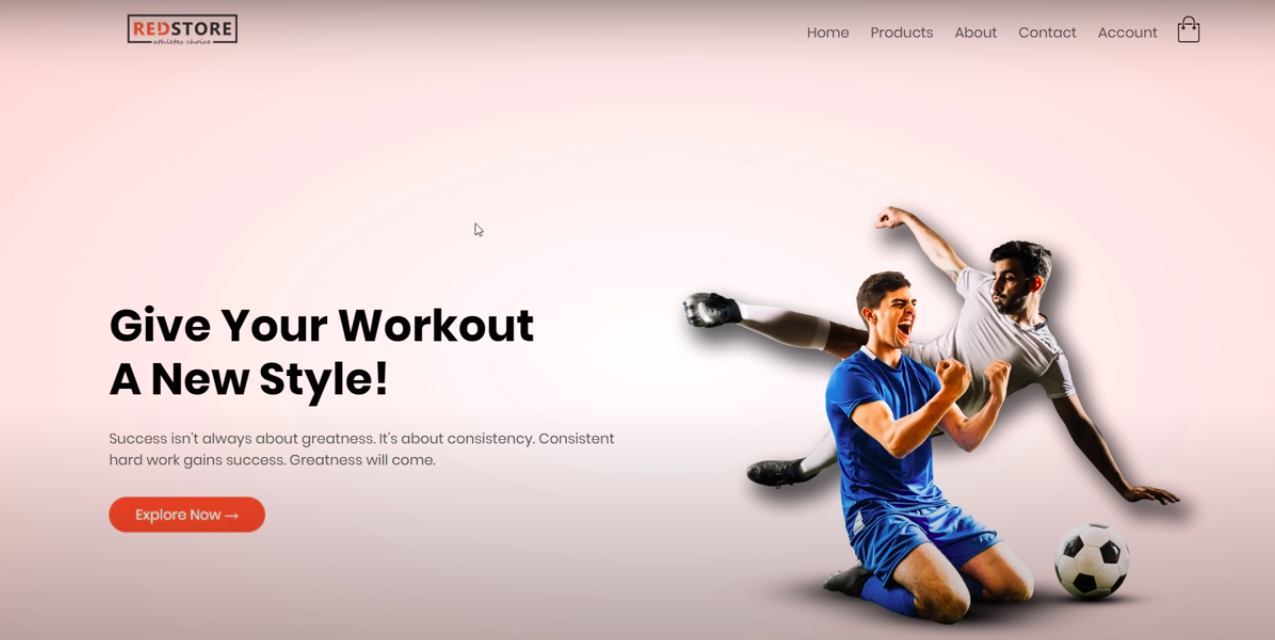 REDSTORE
athletes choice
Home Products About Contact Account
Give Your Workout
A New Style!
Success isn't always about greatness. It's about consistency. Consistent
hard work gains success. Greatness will come.
Explore Now →